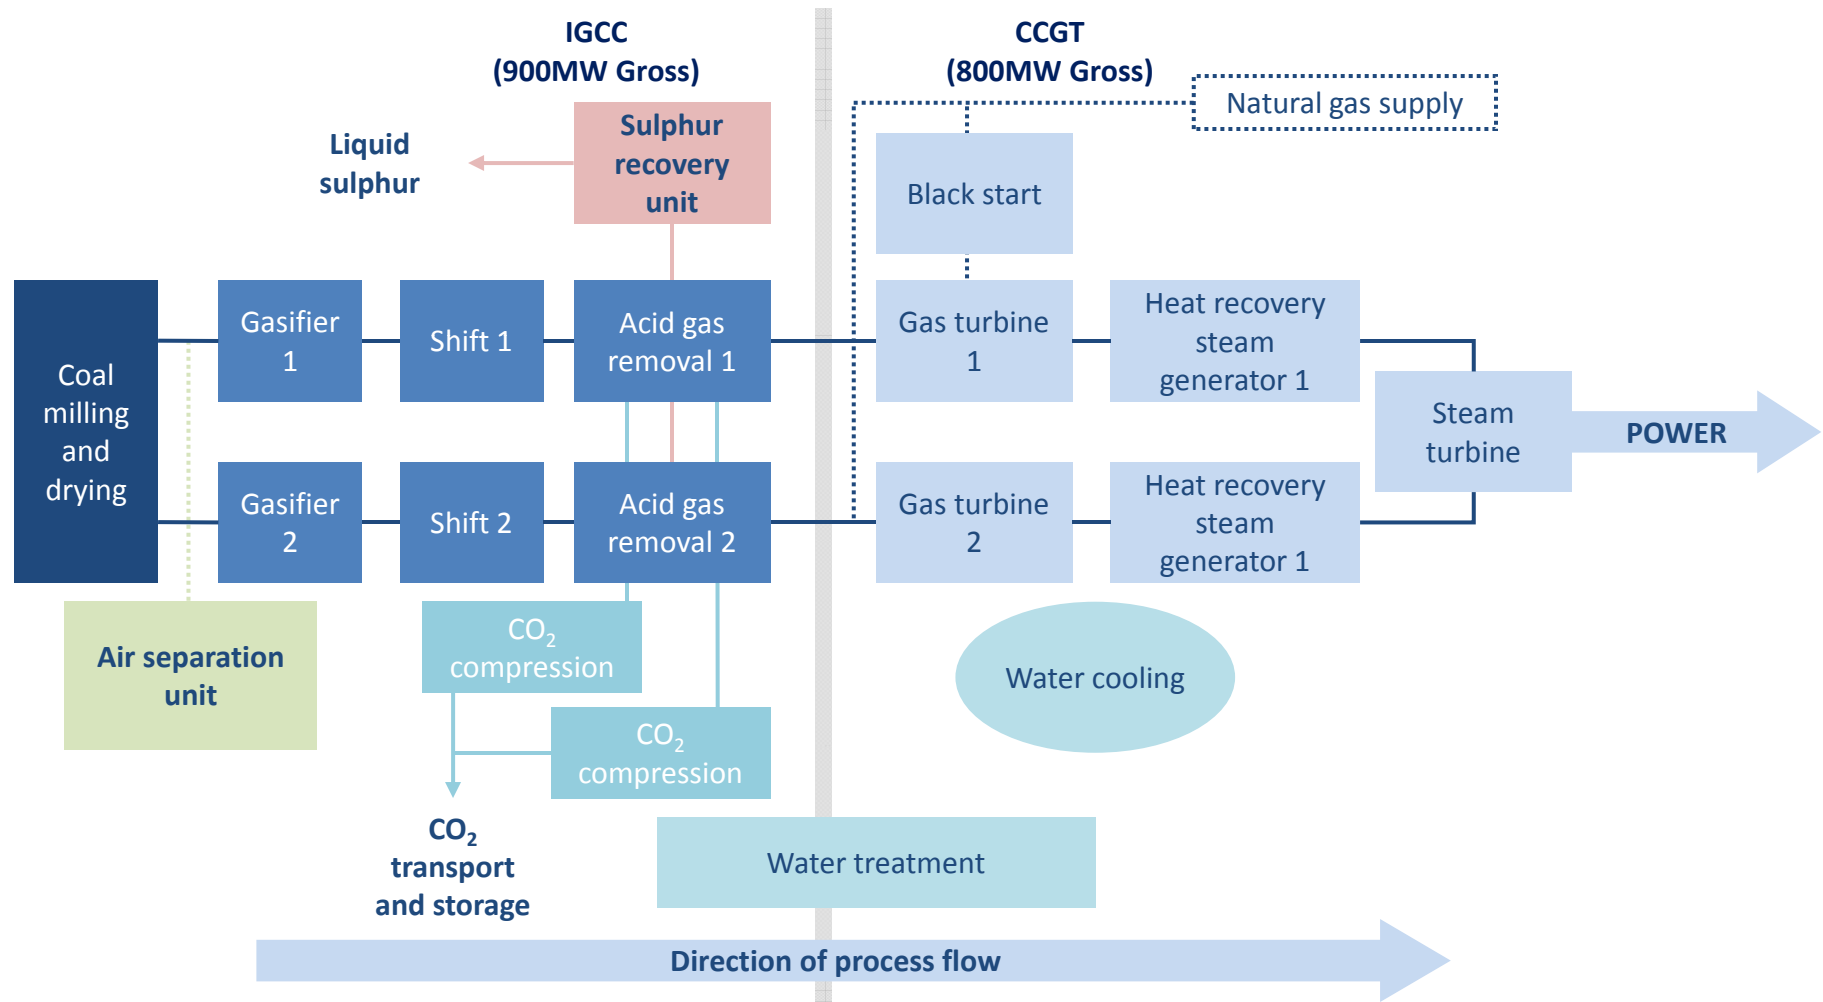 IGCC
(900MW Gross)
CCGT
(800MW Gross)
Natural gas supply
Liquid
sulphur
Sulphur
recovery
unit
Black start
Coal
milling
and
drying
Gasifier
1
Shift 1
Acid gas
removal 1
Gas turbine
1
Heat recovery
steam
generator 1
Steam
turbine
POWER
Gasifier
2
Shift 2
Acid gas
removal 2
Gas turbine
2
Heat recovery
steam
generator 1
Air separation
unit
CO₂
compression
CO₂
compression
Water cooling
CO₂
transport
and storage
Water treatment
Direction of process flow